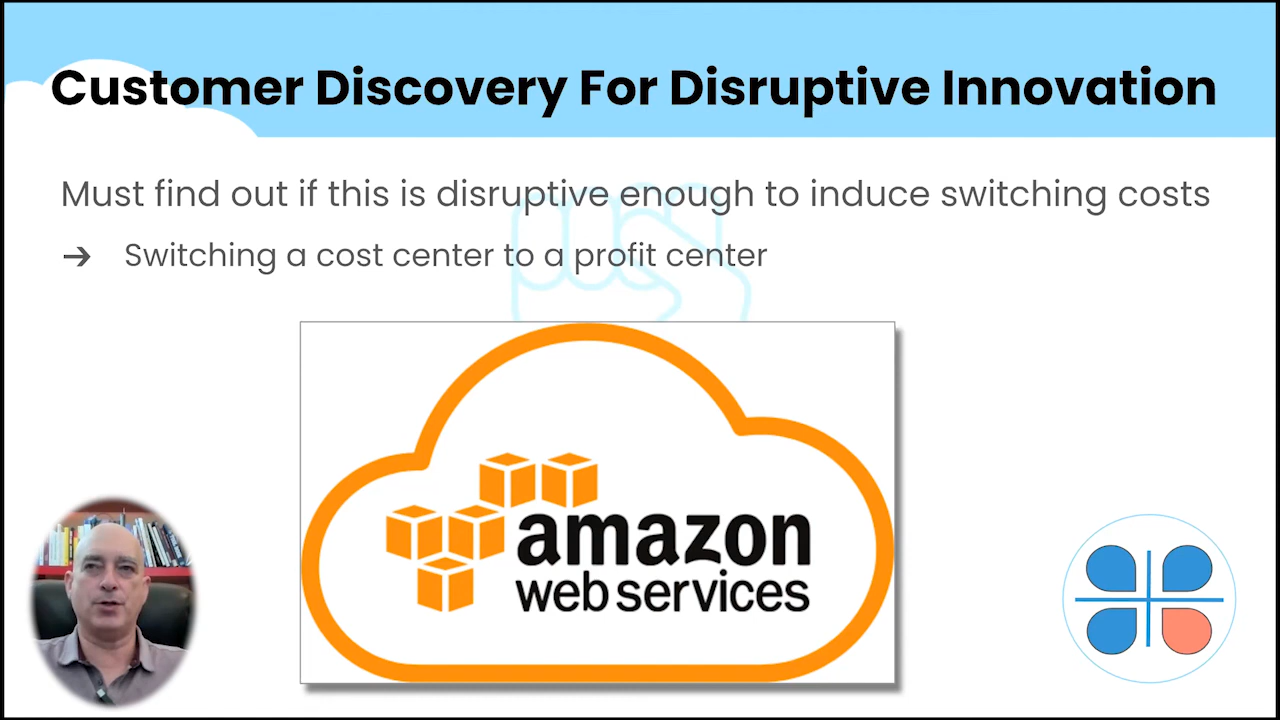 Customer Discovery For Disruptive Innovation
Must find out if this is disruptive enough to induce switching costs
➔ Switching a cost center to a profit center
amazon
web services